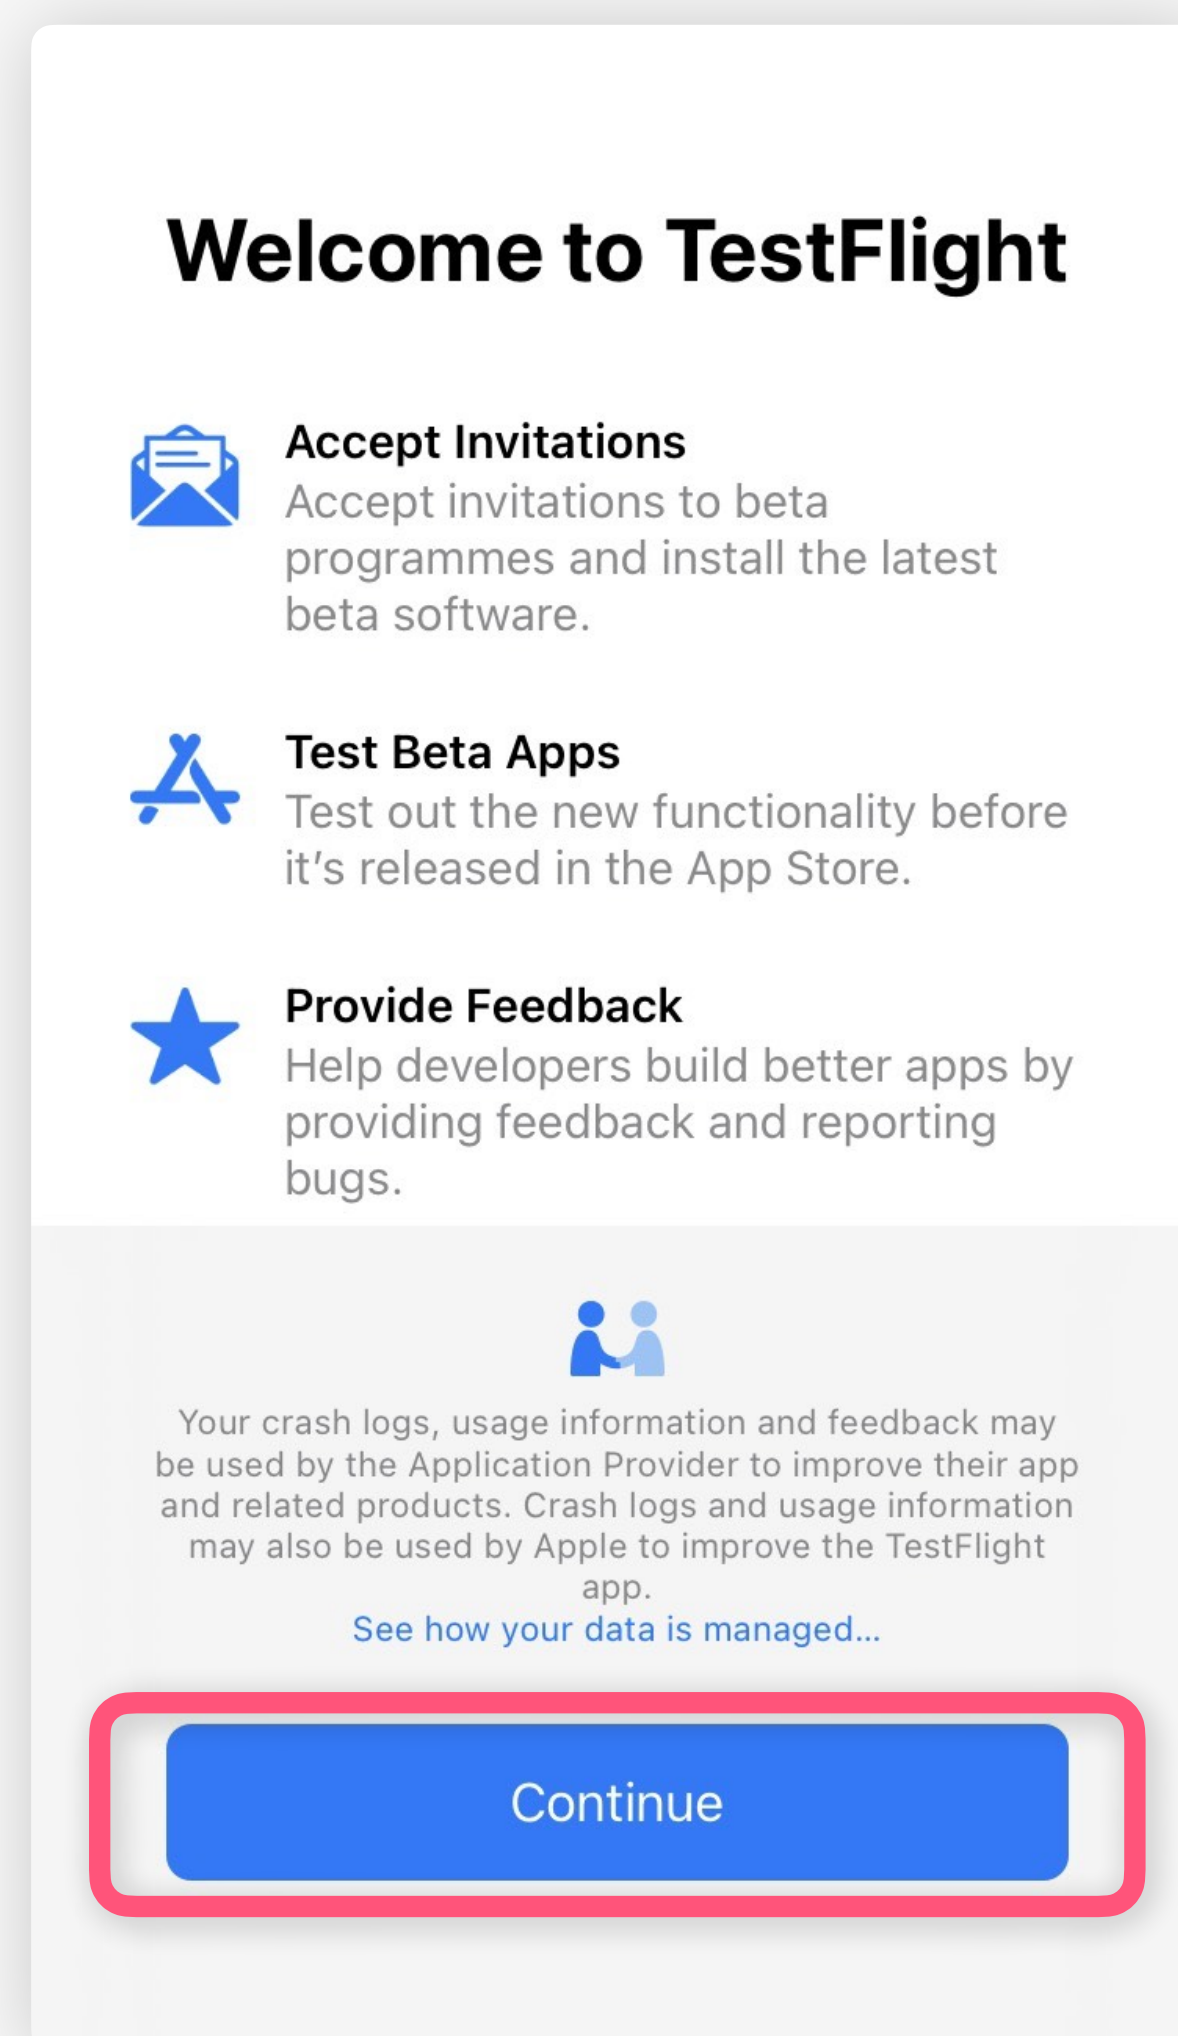 Welcome to TestFlight
Accept Invitations
Accept invitations to beta
programmes and install the latest
beta software.
Test Beta Apps
Test out the new functionality before
it's released in the App Store.
Provide Feedback
Help developers build better apps by
providing feedback and reporting
bugs.
Your crash logs, usage information and feedback may
be used by the Application Provider to improve their app
and related products. Crash logs and usage information
may also be used by Apple to improve the TestFlight
app.
See how your data is managed...
Continue